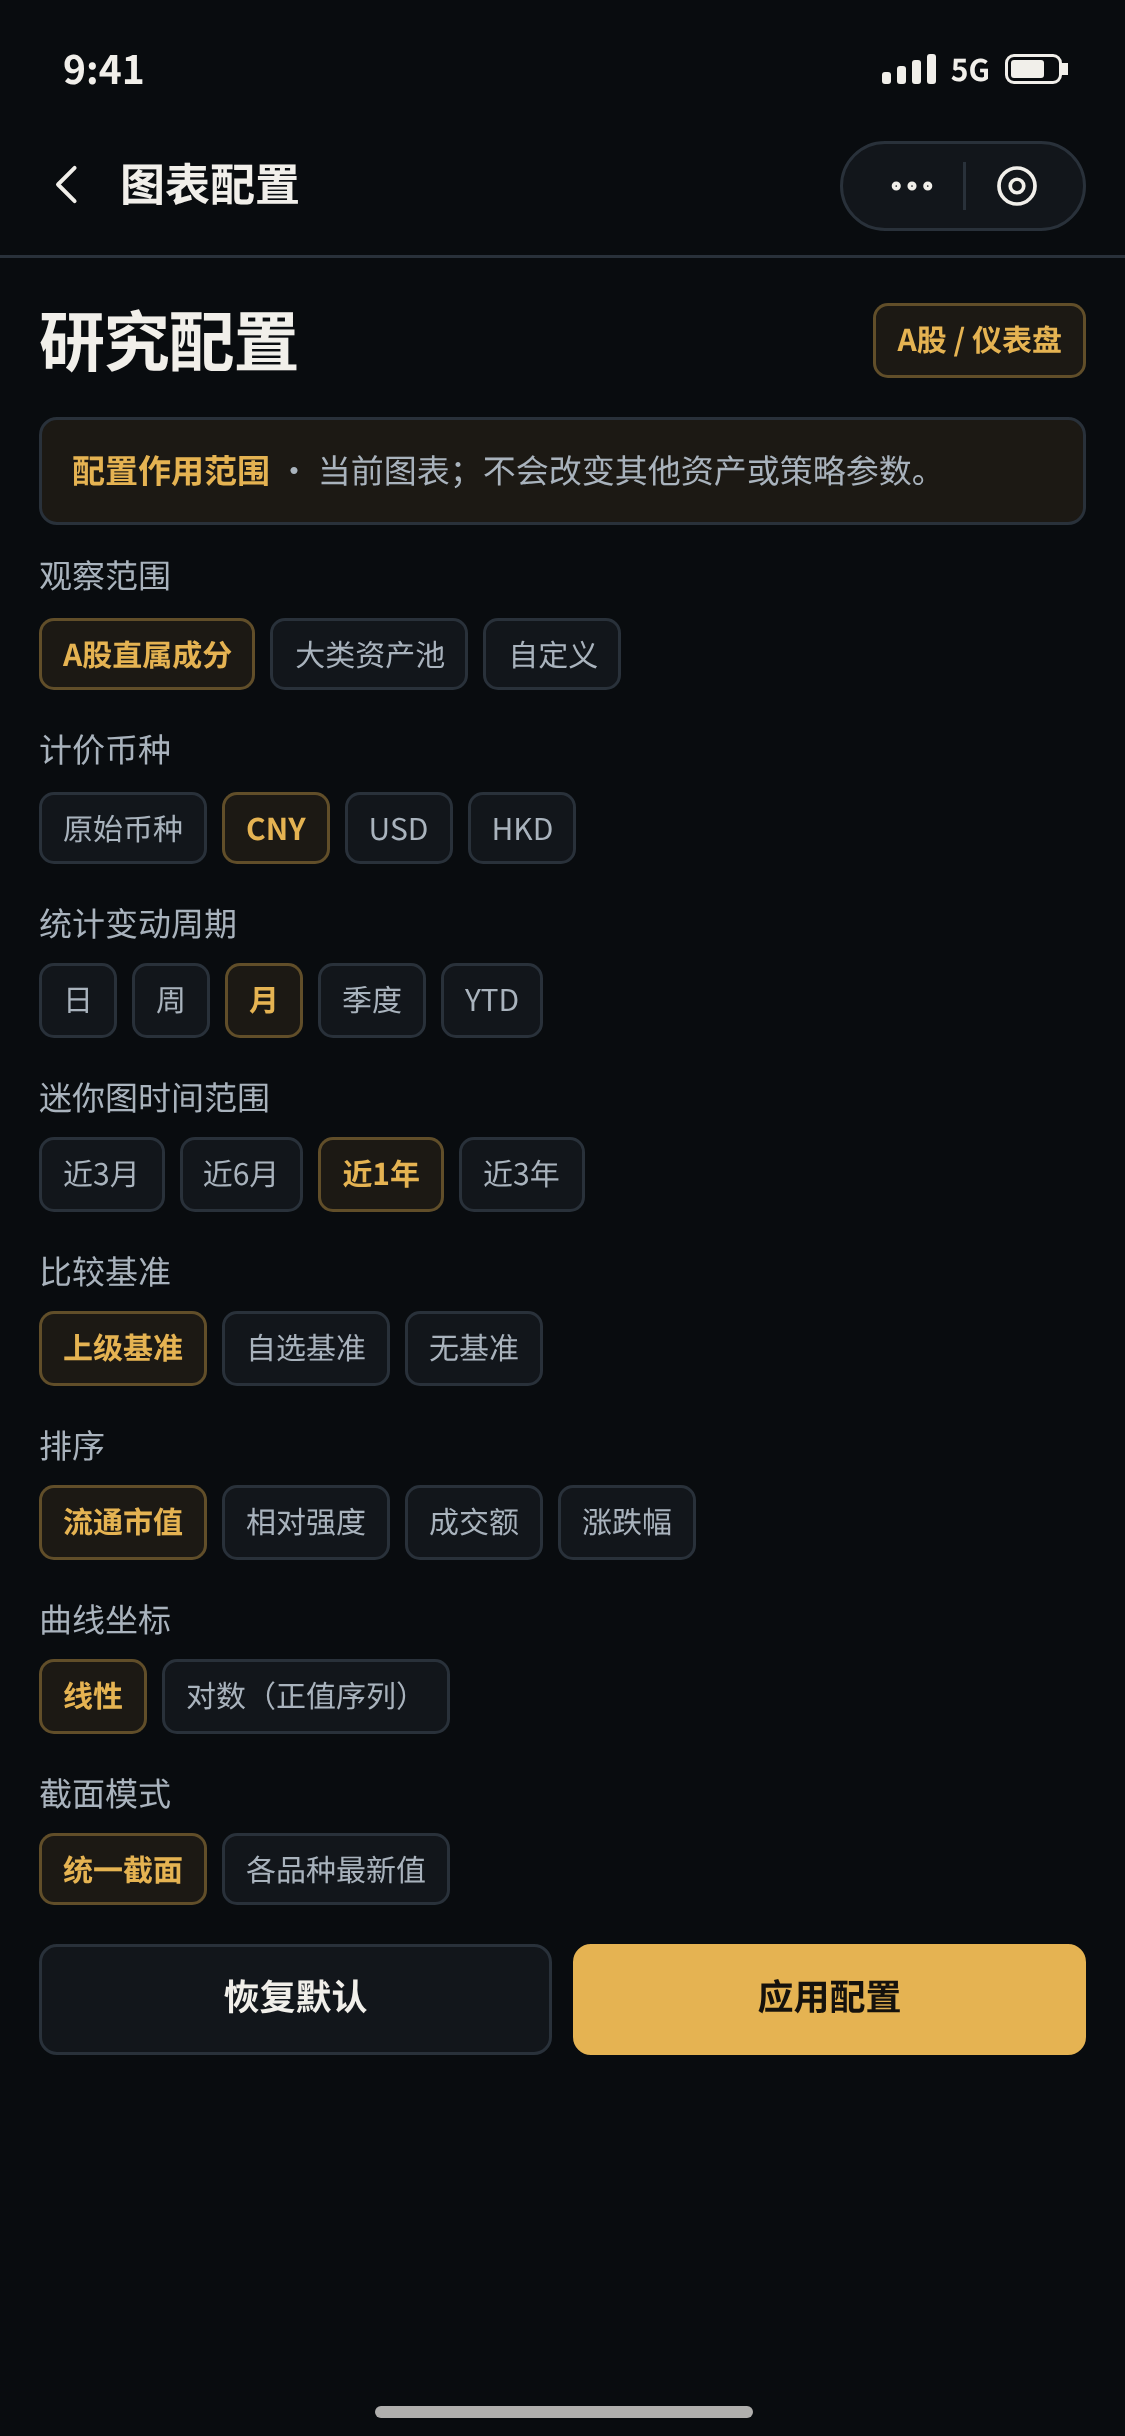 9:41
5G
图表配置
研究配置
A股 / 仪表盘
配置作用范围 · 当前图表；不会改变其他资产或策略参数。
观察范围
A股直属成分 大类资产池 自定义
计价币种
原始币种 CNY USD HKD
统计变动周期
日 周 月 季度 YTD
迷你图时间范围
近3月 近6月 近1年 近3年
比较基准
上级基准 自选基准 无基准
排序
流通市值 相对强度 成交额 涨跌幅
曲线坐标
线性 对数（正值序列）
截面模式
统一截面 各品种最新值
恢复默认 应用配置